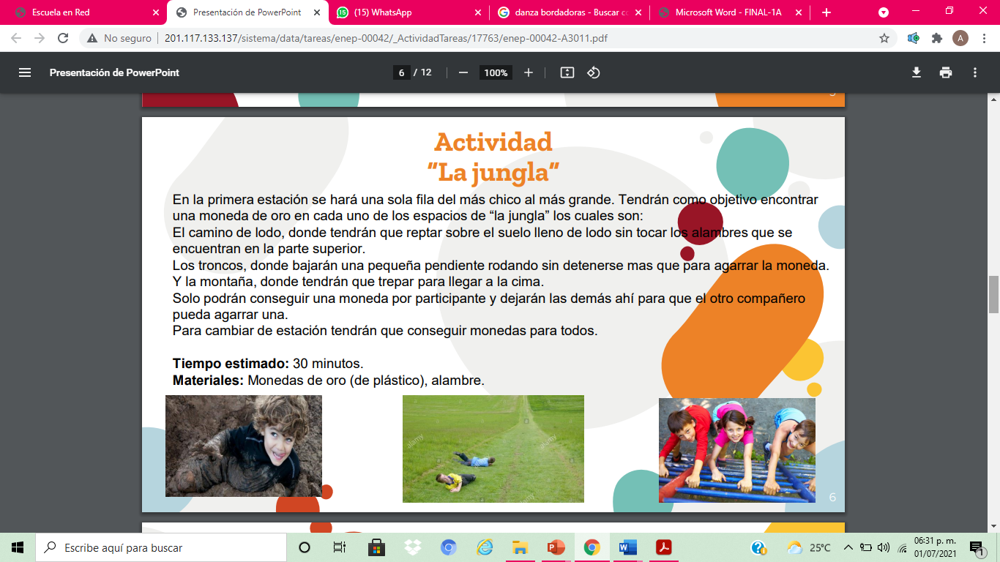 Escuela en Red
Presentación de PowerPoint
(15) WhatsApp
danza bordadoras - Buscar co
Microsoft Word - FINAL-1A
No seguro
201.117.133.137/sistema/data/tareas/enep-00042/_ActividadTareas/17763/enep-00042-A3011.pdf
A
Presentación de PowerPoint
6 / 12
100%
Actividad
"La jungla"
En la primera estación se hará una sola fila del más chico al más grande. Tendrán como objetivo encontrar
una moneda de oro en cada uno de los espacios de “la jungla” los cuales son:
El camino de lodo, donde tendrán que reptar sobre el suelo lleno de lodo sin tocar los alambres que se
encuentran en la parte superior.
Los troncos, donde bajarán una pequeña pendiente rodando sin detenerse mas que para agarrar la moneda.
Y la montaña, donde tendrán que trepar para llegar a la cima.
Solo podrán conseguir una moneda por participante y dejarán las demás ahí para que el otro compañero
pueda agarrar una.
Para cambiar de estación tendrán que conseguir monedas para todos.
Tiempo estimado: 30 minutos.
Materiales: Monedas de oro (de plástico), alambre.
alamy
alamy
6
Escribe aquí para buscar
25°C
06:31 p. m.
01/07/2021
1